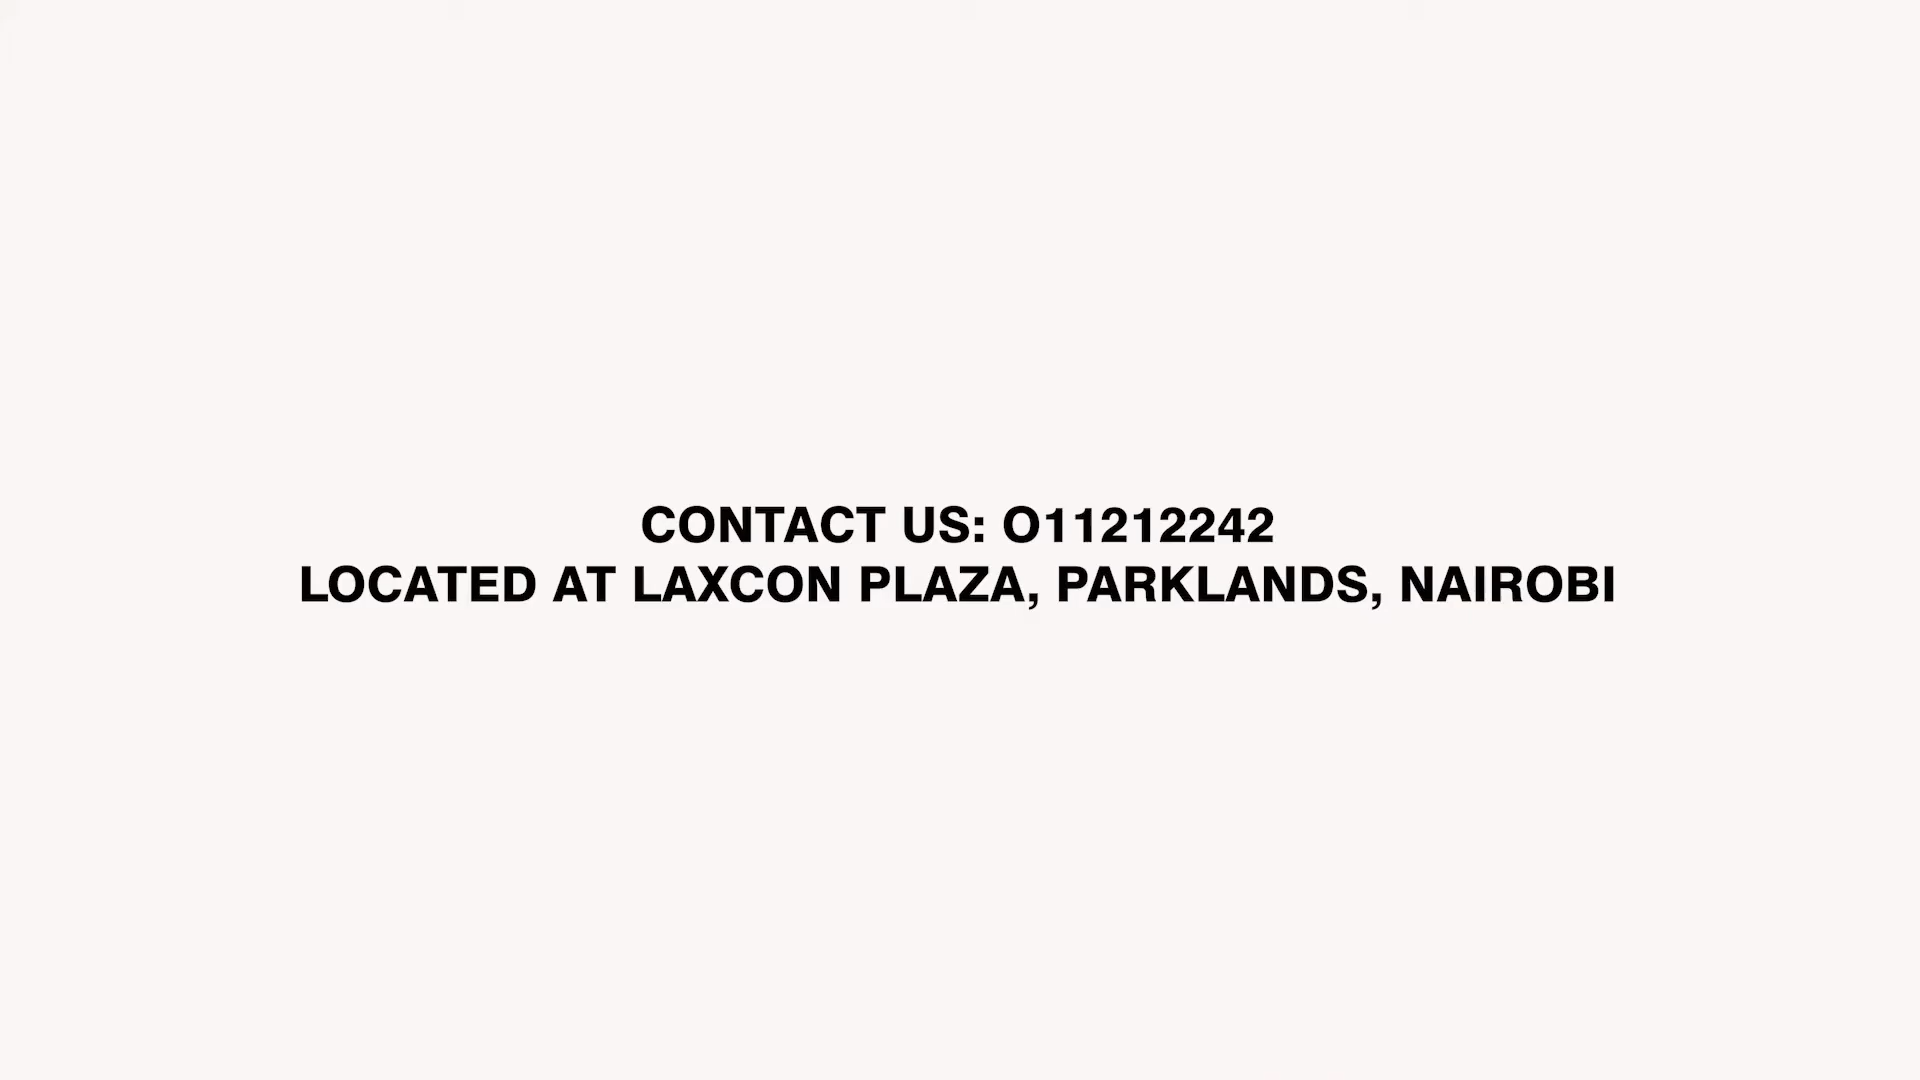 CONTACT US: O11212242
LOCATED AT LAXCON PLAZA, PARKLANDS, NAIROBI